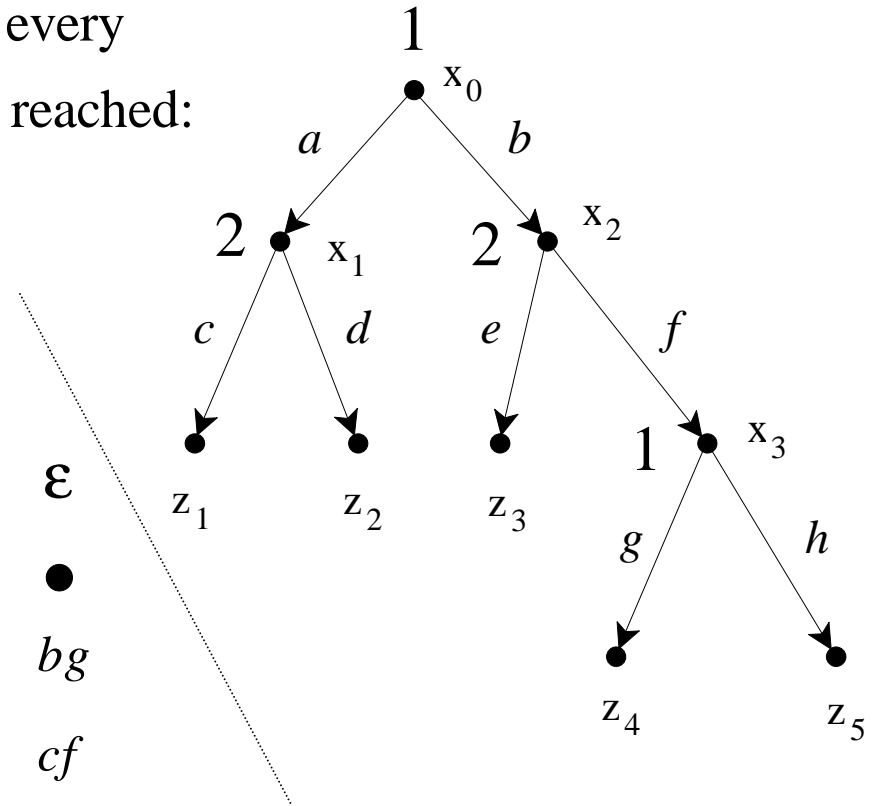 every
1
x0
reached:
a b
2 x1 2 x2
c d e f
1 x3
ε z1 z2 z3
g h
bg
z4 z5
cf